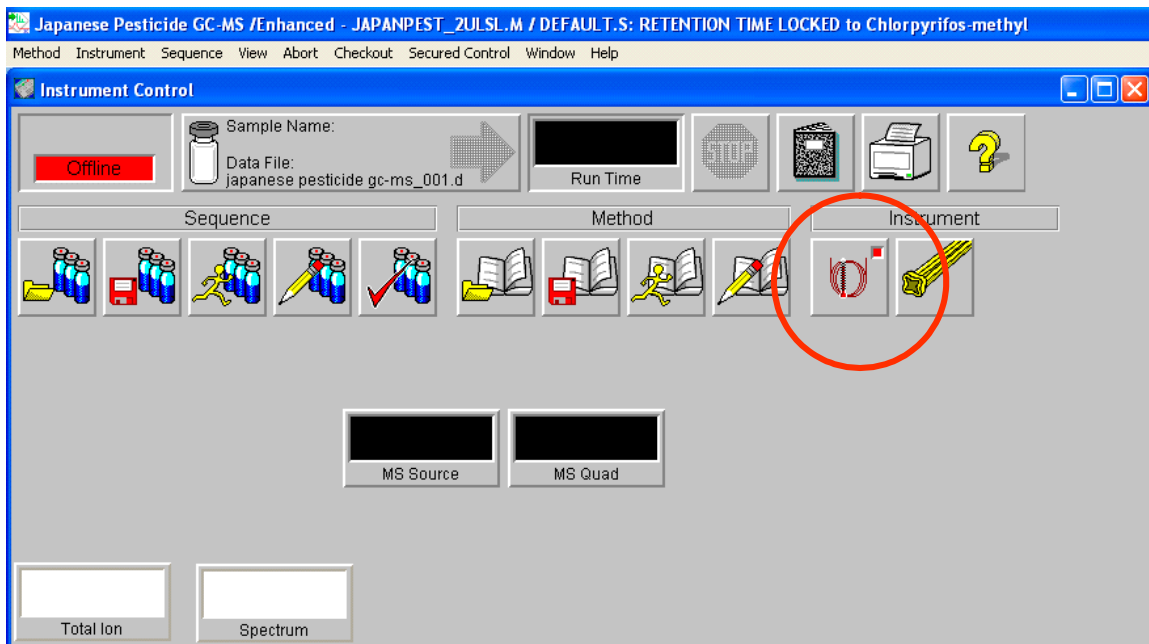 Japanese Pesticide GC-MS /Enhanced - JAPANPEST_2ULSL.M / DEFAULT.S: RETENTION TIME LOCKED to Chlorpyrifos-methyl
Method Instrument Sequence View Abort Checkout Secured Control Window Help
Instrument Control
Offline
Sample Name:
Data File:
japanese pesticide gc-ms_001.d
Run Time
STOP
Sequence
Method
Instrument
MS Source
MS Quad
Total Ion
Spectrum